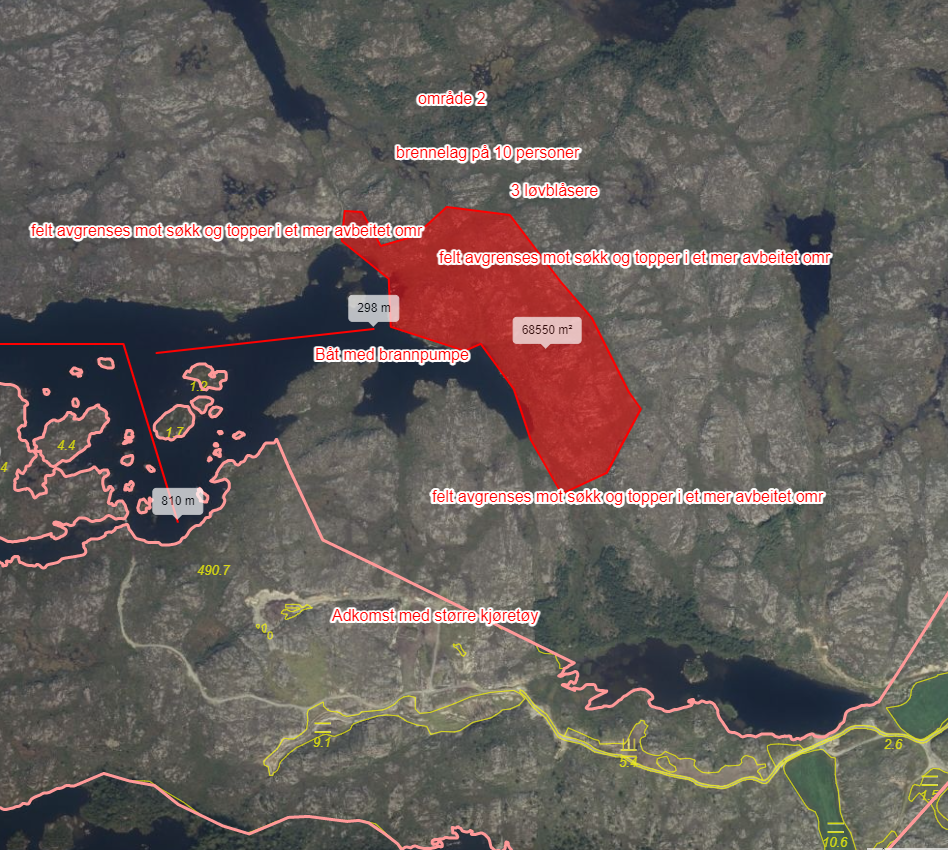 område 2
brennelag på 10 personer
3 løvblåsere
felt avgrenses mot søkk og topper i et mer avbeitet omr
felt avgrenses mot søkk og topper i et mer avbeitet omr
298 m
68550 m²
Båt med brannpumpe
1.2
1.7
4.4
4
felt avgrenses mot søkk og topper i et mer avbeitet omr
810 m
490.7
Adkomst med større kjøretøy
9.1
2.6
1.5
10.6